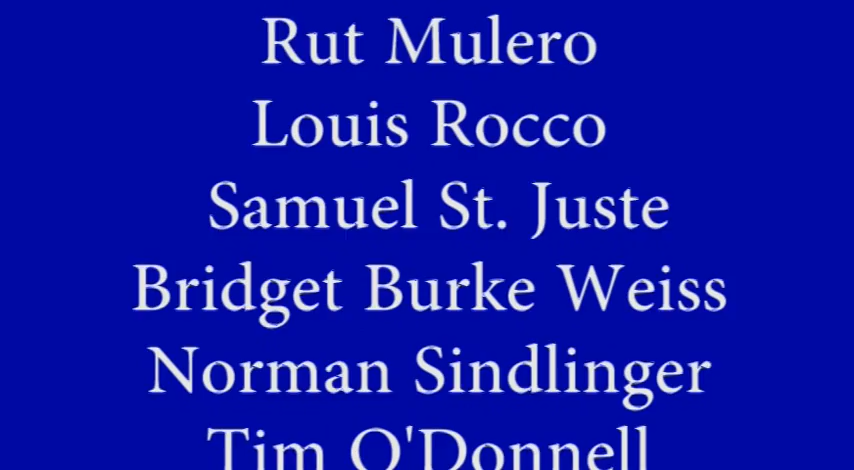 Rut Mulero
Louis Rocco
Samuel St. Juste
Bridget Burke Weiss
Norman Sindlinger
Tim O'Donnell